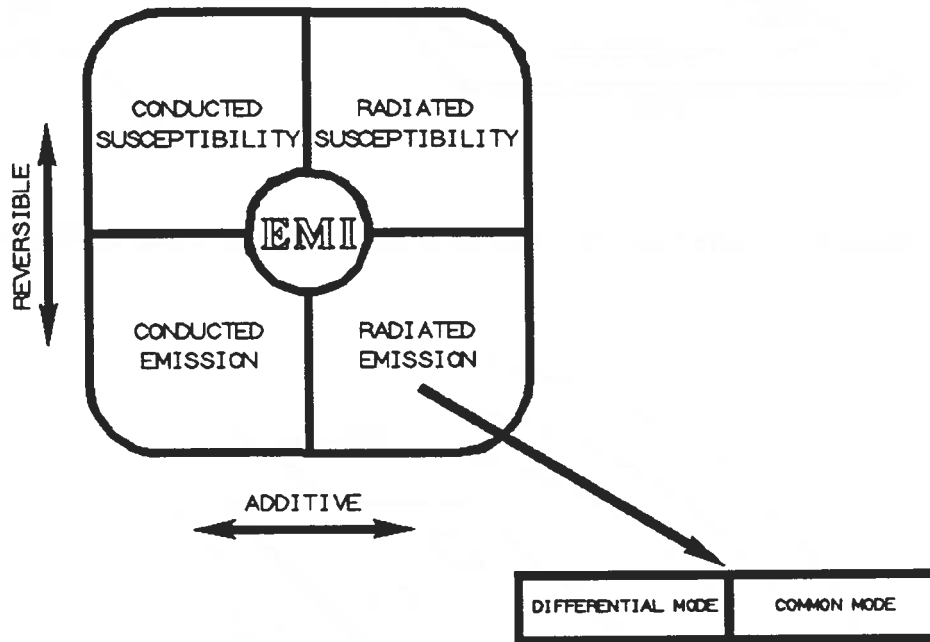 CONDUCTED
SUSCEPTIBILITY
RADIATED
SUSCEPTIBILITY
REVERSIBLE
EMI
CONDUCTED
EMISSION
RADIATED
EMISSION
ADDITIVE
DIFFERENTIAL MODE
COMMON MODE